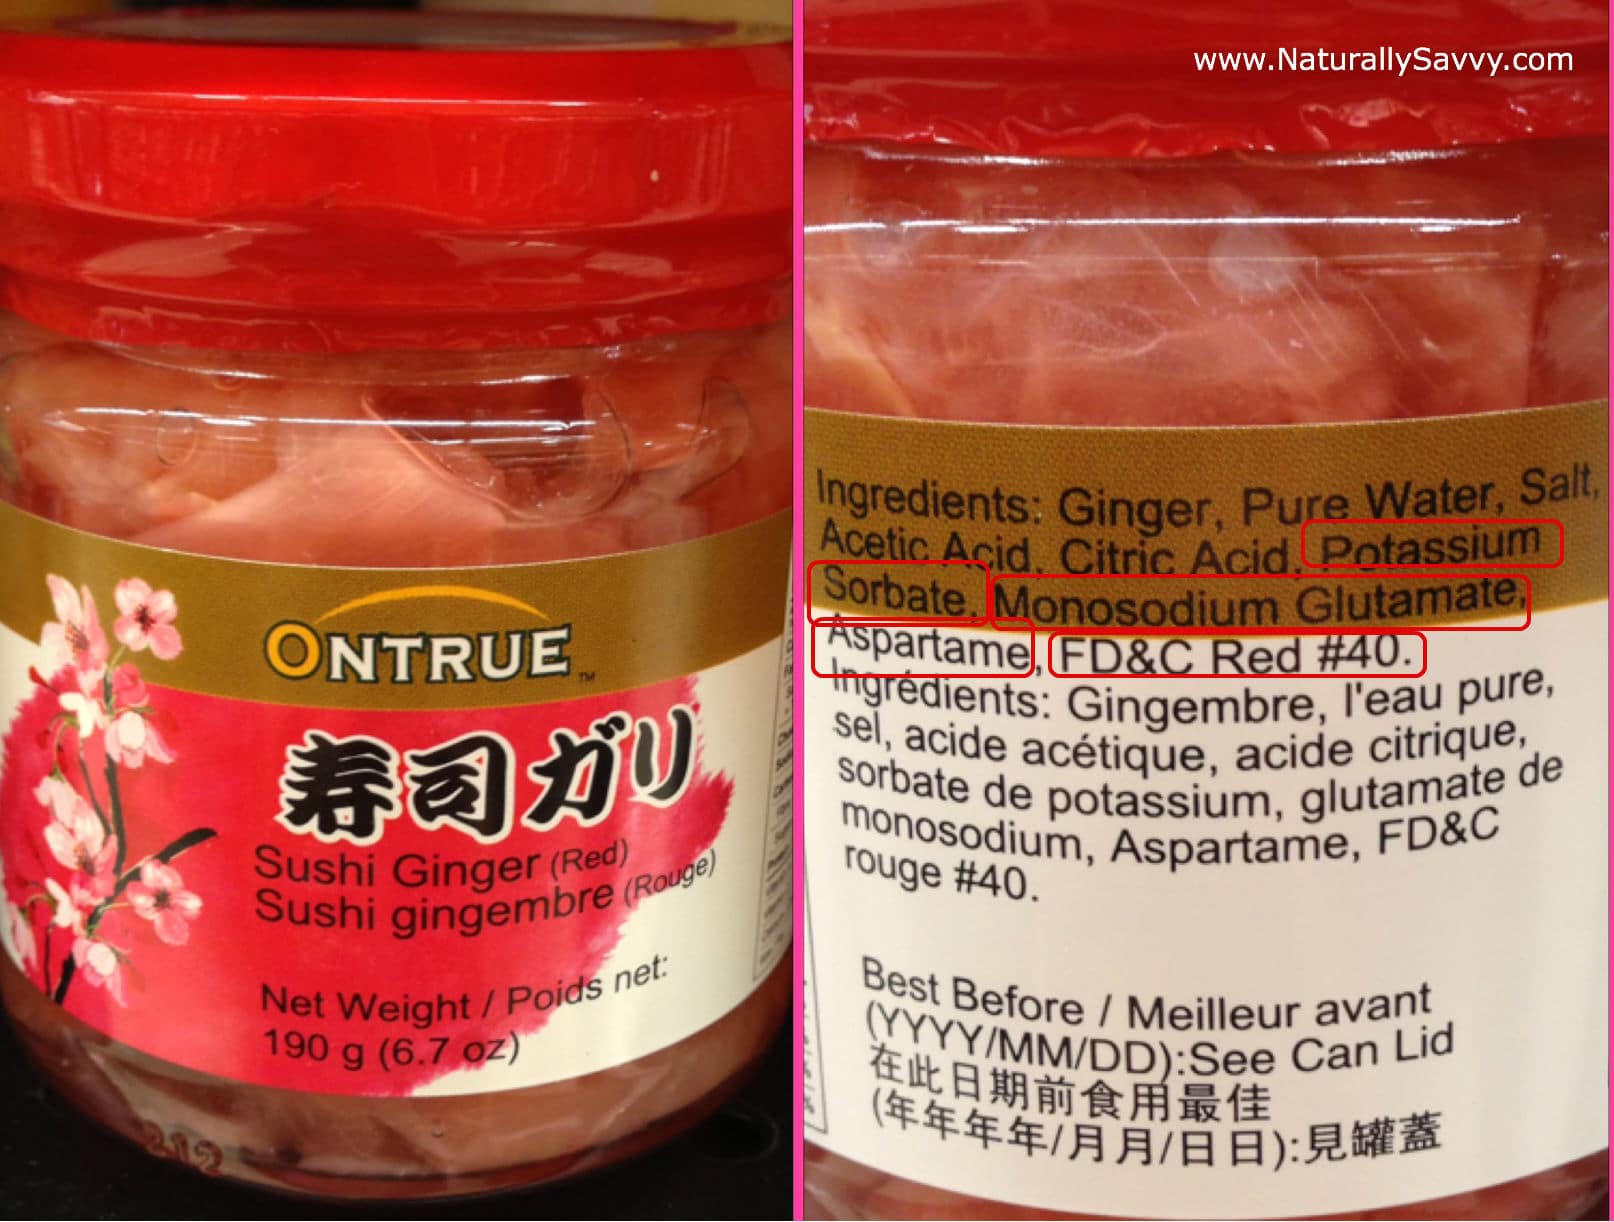 ONTRUE™
寿司ガリ
Sushi Ginger (Red)
Sushi gingembre (Rouge)
Net Weight / Poids net:
190 g (6.7 oz)
212
www.NaturallySavvy.com
Ingredients: Ginger, Pure Water, Salt,
Acetic Acid, Citric Acid, Potassium
Sorbate, Monosodium Glutamate,
Aspartame, FD&C Red #40.
Ingrédients: Gingembre, l'eau pure,
sel, acide acétique, acide citrique,
sorbate de potassium, glutamate de
monosodium, Aspartame, FD&C
rouge #40.
Best Before / Meilleur avant
(YYYY/MM/DD):See Can Lid
在此日期前食用最佳
(年年年年/月月/日日):見罐蓋